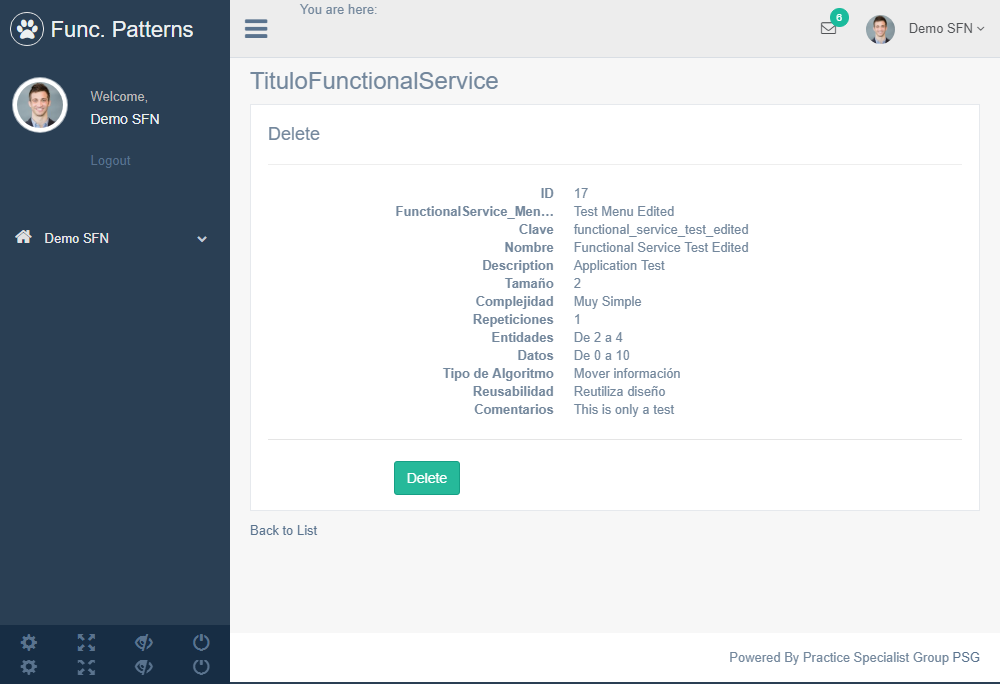 Func. Patterns
Welcome,
Demo SFN
Logout
Demo SFN
You are here:
6
Demo SFN
TituloFunctionalService
Delete
ID 17
FunctionalService_Men... Test Menu Edited
Clave functional_service_test_edited
Nombre Functional Service Test Edited
Description Application Test
Tamaño 2
Complejidad Muy Simple
Repeticiones 1
Entidades De 2 a 4
Datos De 0 a 10
Tipo de Algoritmo Mover información
Reusabilidad Reutiliza diseño
Comentarios This is only a test
Delete
Back to List
Powered By Practice Specialist Group PSG